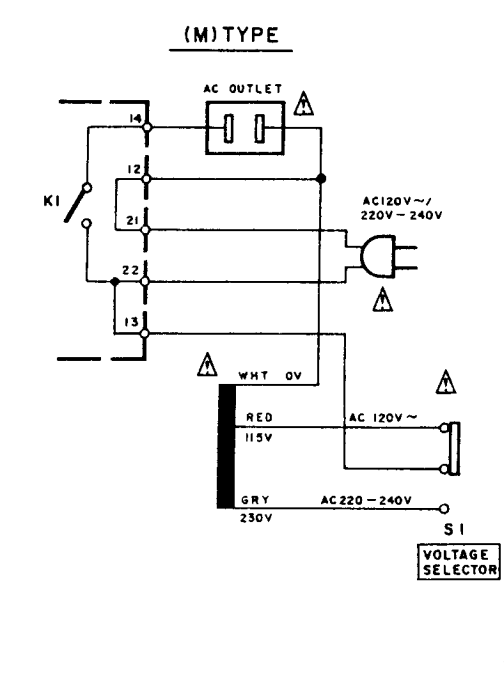 (M) TYPE
AC OUTLET
14
12
K1
21
AC120V～/
220V－240V
22
13
WHT 0V
RED
AC 120V～
115V
GRY
AC220－240V
230V
S1
VOLTAGE
SELECTOR